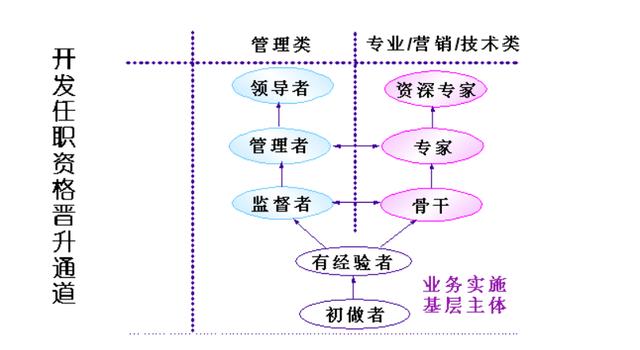 开发任职资格晋升通道
管理类
专业/营销/技术类
领导者
资深专家
管理者
专家
监督者
骨干
有经验者
业务实施
基层主体
初做者